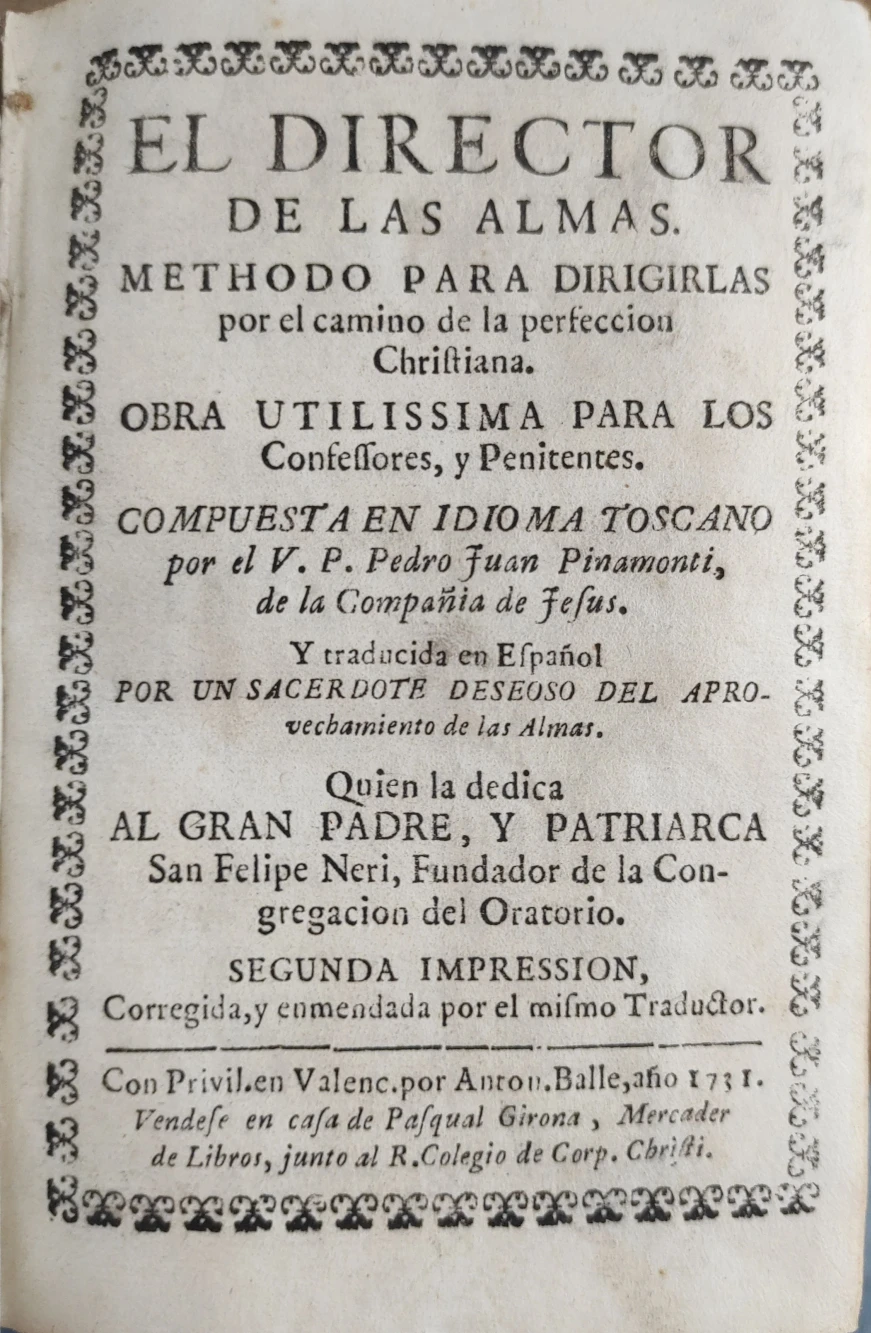 EL DIRECTOR
DE LAS ALMAS.
METHODO PARA DIRIGIRLAS
por el camino de la perfeccion
Chriſtiana.
OBRA UTILISSIMA PARA LOS
Confeſſores, y Penitentes.
COMPUESTA EN IDIOMA TOSCANO
por el V. P. Pedro Juan Pinamonti,
de la Compañia de Jeſus.
Y traducida en Eſpañol
POR UN SACERDOTE DESEOSO DEL APRO-
vechamiento de las Almas.
Quien la dedica
AL GRAN PADRE, Y PATRIARCA
San Felipe Neri, Fundador de la Con-
gregacion del Oratorio.
SEGUNDA IMPRESSION,
Corregida, y enmendada por el miſmo Traductor.
Con Privil. en Valenc. por Anton. Balle, año 1731.
Vendeſe en caſa de Paſqual Girona, Mercader
de Libros, junto al R. Colegio de Corp. Chriſti.